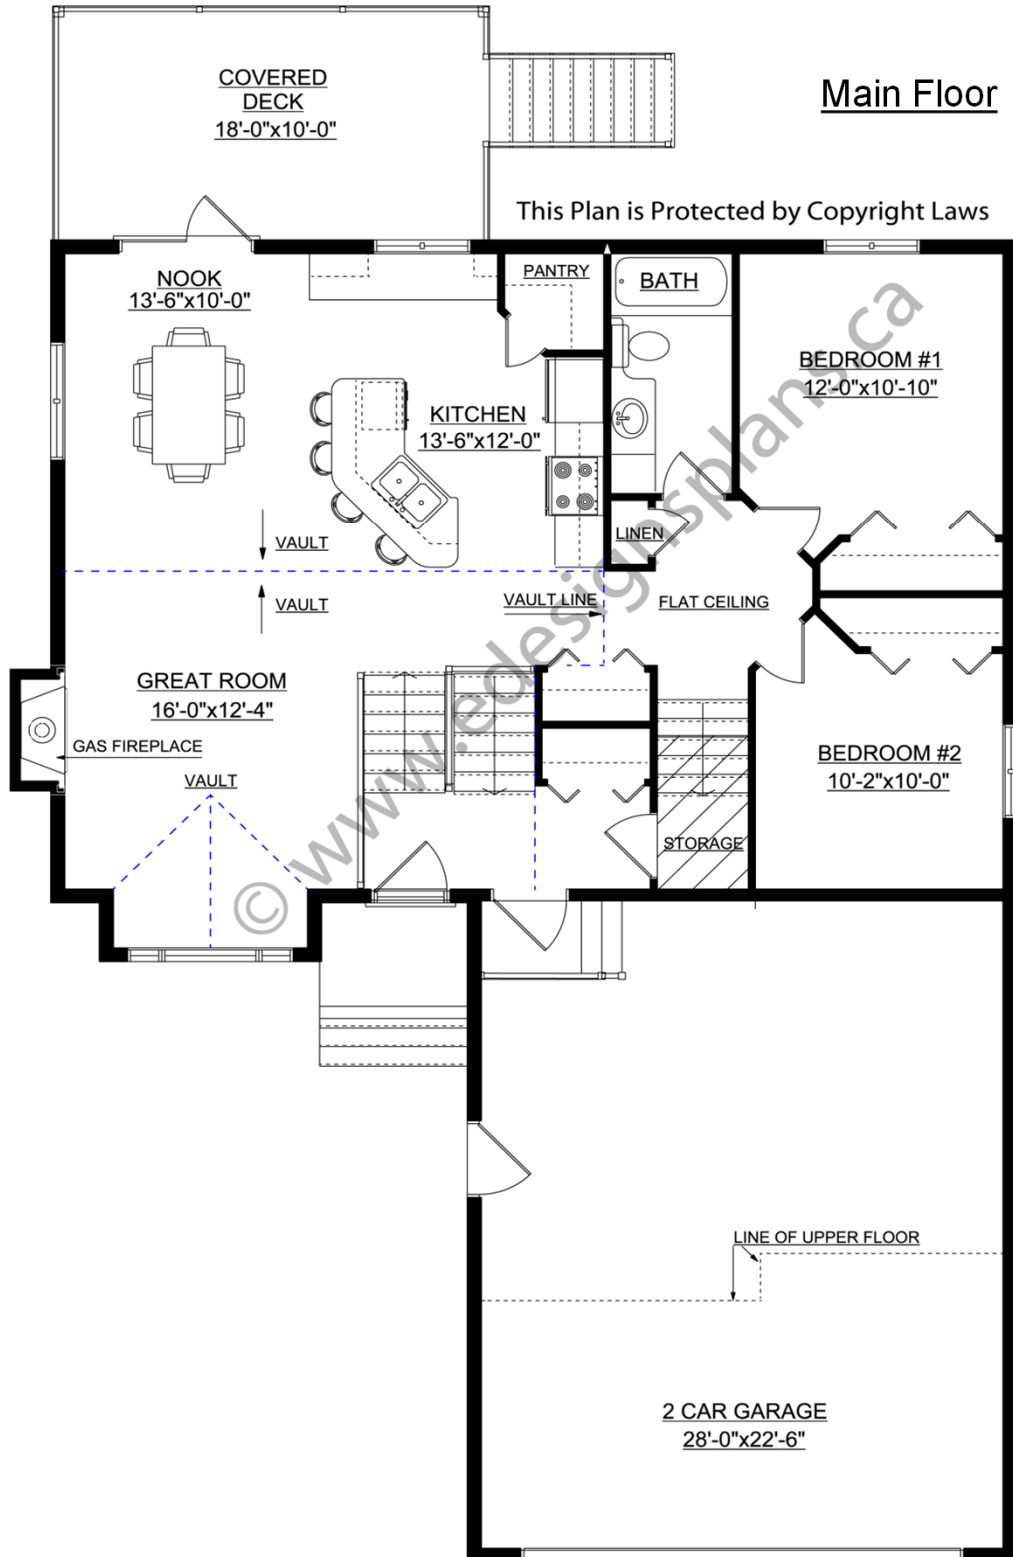 COVERED
DECK
18'-0"x10'-0"
Main Floor
This Plan is Protected by Copyright Laws
NOOK
13'-6"x10'-0"
PANTRY
BATH
BEDROOM #1
12'-0"x10'-10"
KITCHEN
13'-6"x12'-0"
LINEN
VAULT
VAULT
VAULT LINE
FLAT CEILING
GREAT ROOM
16'-0"x12'-4"
GAS FIREPLACE
VAULT
BEDROOM #2
10'-2"x10'-0"
STORAGE
© www.edesignsplans.ca
LINE OF UPPER FLOOR
2 CAR GARAGE
28'-0"x22'-6"